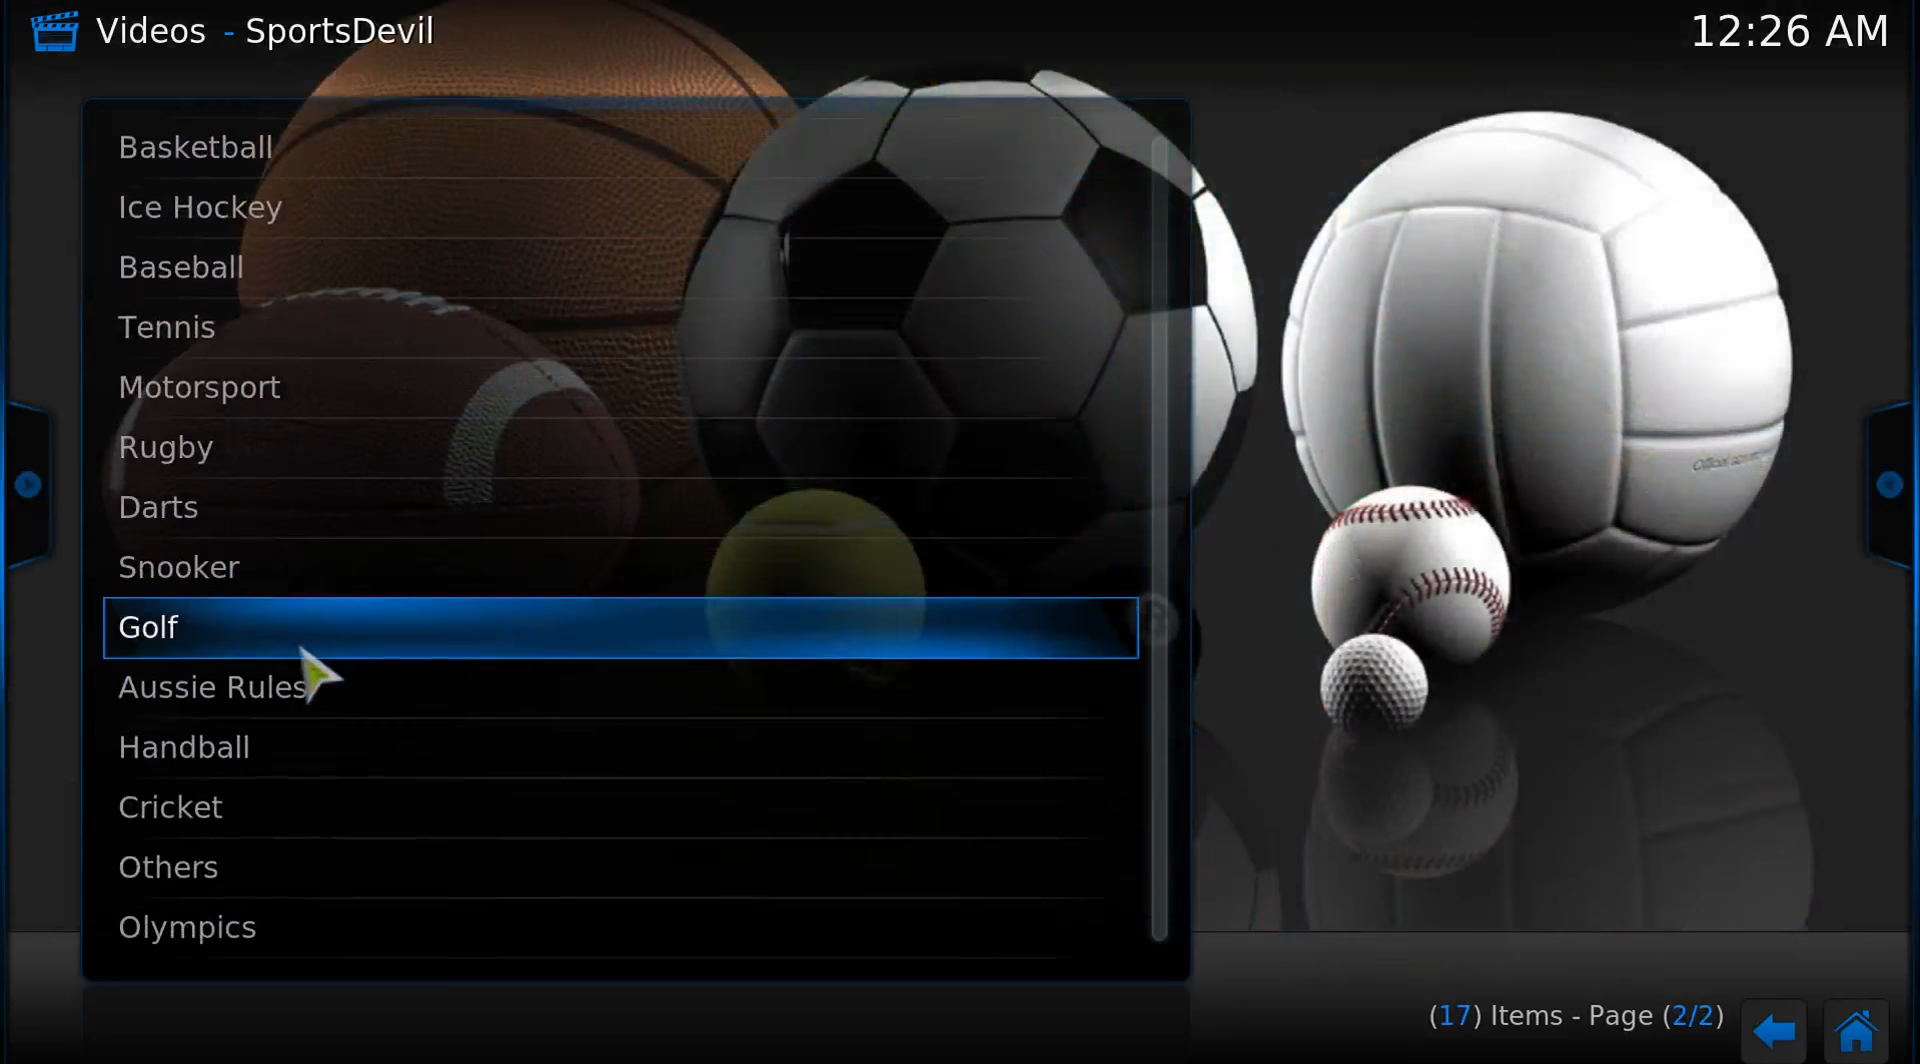 Videos - SportsDevil
12:26 AM
Basketball
Ice Hockey
Baseball
Tennis
Motorsport
Rugby
Darts
Snooker
Golf
Aussie Rules
Handball
Cricket
Others
Olympics
Official
(17) Items - Page (2/2)